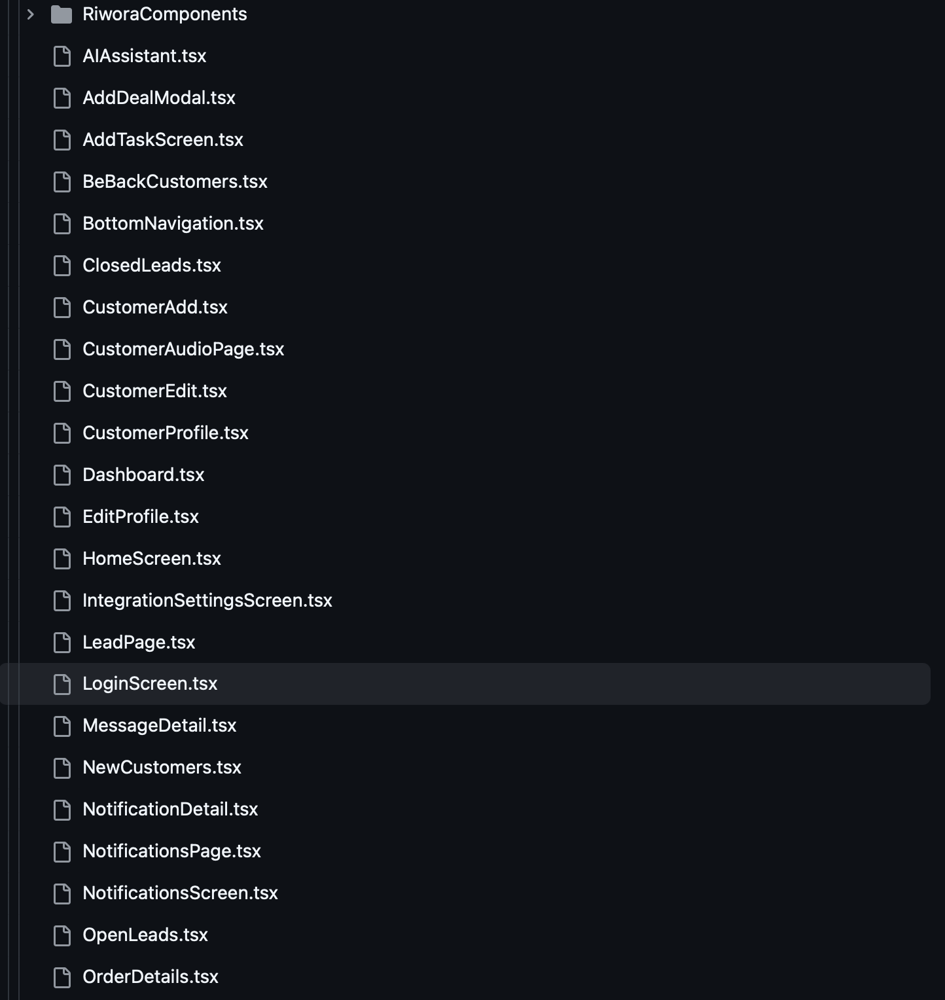 RiworaComponents
AIAssistant.tsx
AddDealModal.tsx
AddTaskScreen.tsx
BeBackCustomers.tsx
BottomNavigation.tsx
ClosedLeads.tsx
CustomerAdd.tsx
CustomerAudioPage.tsx
CustomerEdit.tsx
CustomerProfile.tsx
Dashboard.tsx
EditProfile.tsx
HomeScreen.tsx
IntegrationSettingsScreen.tsx
LeadPage.tsx
LoginScreen.tsx
MessageDetail.tsx
NewCustomers.tsx
NotificationDetail.tsx
NotificationsPage.tsx
NotificationsScreen.tsx
OpenLeads.tsx
OrderDetails.tsx